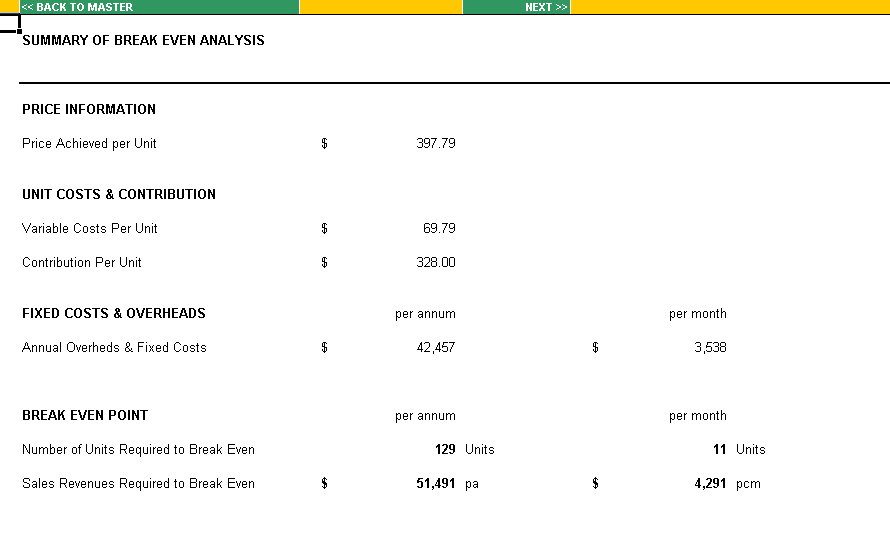 << BACK TO MASTER NEXT >>
SUMMARY OF BREAK EVEN ANALYSIS
PRICE INFORMATION
Price Achieved per Unit $ 397.79
UNIT COSTS & CONTRIBUTION
Variable Costs Per Unit $ 69.79
Contribution Per Unit $ 328.00
FIXED COSTS & OVERHEADS per annum per month
Annual Overheds & Fixed Costs $ 42,457 $ 3,538
BREAK EVEN POINT per annum per month
Number of Units Required to Break Even 129 Units 11 Units
Sales Revenues Required to Break Even $ 51,491 pa $ 4,291 pcm